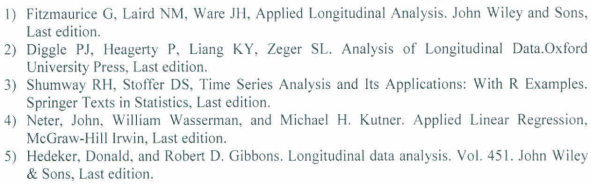 1) Fitzmaurice G, Laird NM, Ware JH, Applied Longitudinal Analysis. John Wiley and Sons,
Last edition.
2) Diggle PJ, Heagerty P, Liang KY, Zeger SL. Analysis of Longitudinal Data.Oxford
University Press, Last edition.
3) Shumway RH, Stoffer DS, Time Series Analysis and Its Applications: With R Examples.
Springer Texts in Statistics, Last edition.
4) Neter, John, William Wasserman, and Michael H. Kutner. Applied Linear Regression,
McGraw-Hill Irwin, Last edition.
5) Hedeker, Donald, and Robert D. Gibbons. Longitudinal data analysis. Vol. 451. John Wiley
& Sons, Last edition.